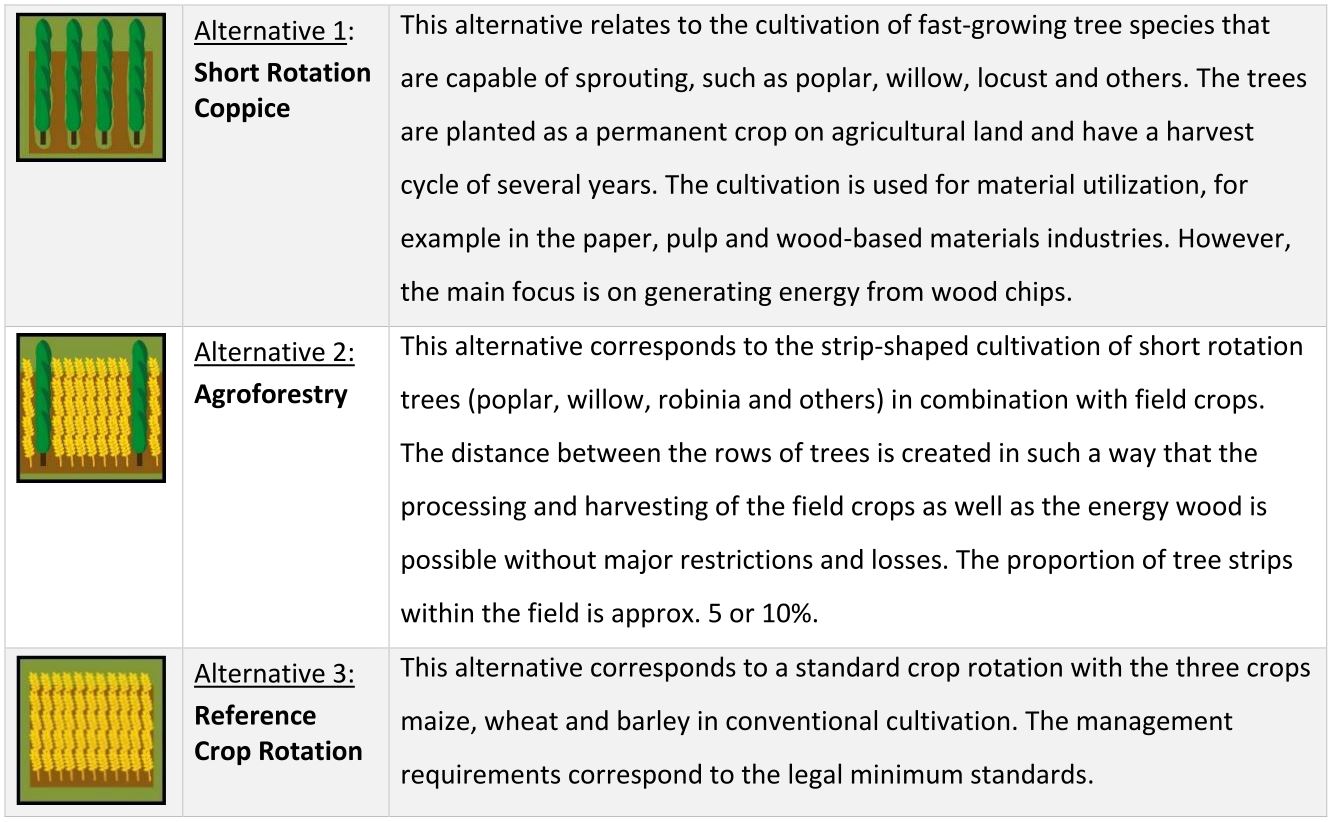 Alternative 1:
Short Rotation
Coppice
This alternative relates to the cultivation of fast-growing tree species that
are capable of sprouting, such as poplar, willow, locust and others. The trees
are planted as a permanent crop on agricultural land and have a harvest
cycle of several years. The cultivation is used for material utilization, for
example in the paper, pulp and wood-based materials industries. However,
the main focus is on generating energy from wood chips.
Alternative 2:
Agroforestry
This alternative corresponds to the strip-shaped cultivation of short rotation
trees (poplar, willow, robinia and others) in combination with field crops.
The distance between the rows of trees is created in such a way that the
processing and harvesting of the field crops as well as the energy wood is
possible without major restrictions and losses. The proportion of tree strips
within the field is approx. 5 or 10%.
Alternative 3:
Reference
Crop Rotation
This alternative corresponds to a standard crop rotation with the three crops
maize, wheat and barley in conventional cultivation. The management
requirements correspond to the legal minimum standards.